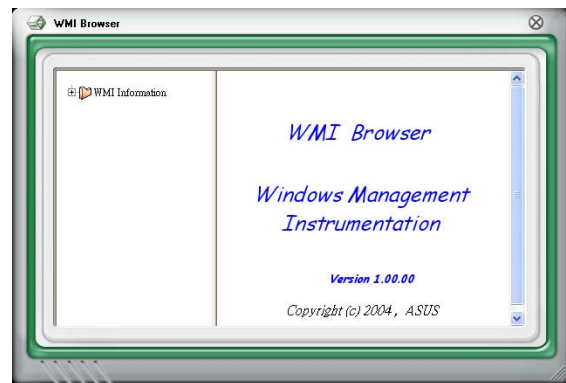 WMI Browser
WMI Information
WMI Browser
Windows Management
Instrumentation
Version 1.00.00
Copyright (c) 2004, ASUS